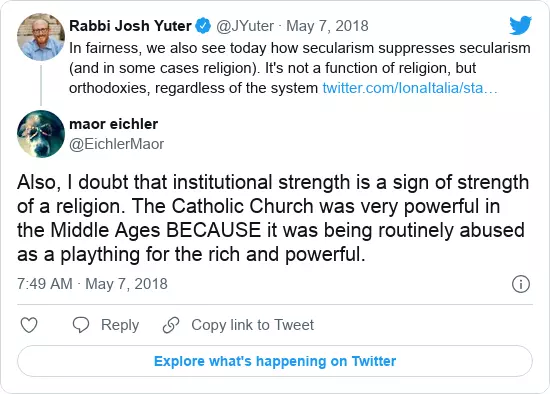 Rabbi Josh Yuter @JYuter · May 7, 2018
In fairness, we also see today how secularism suppresses secularism
(and in some cases religion). It's not a function of religion, but
orthodoxies, regardless of the system twitter.com/IonaItalia/sta…
maor eichler
@EichlerMaor
Also, I doubt that institutional strength is a sign of strength
of a religion. The Catholic Church was very powerful in
the Middle Ages BECAUSE it was being routinely abused
as a plaything for the rich and powerful.
7:49 AM · May 7, 2018
Reply Copy link to Tweet
Explore what's happening on Twitter